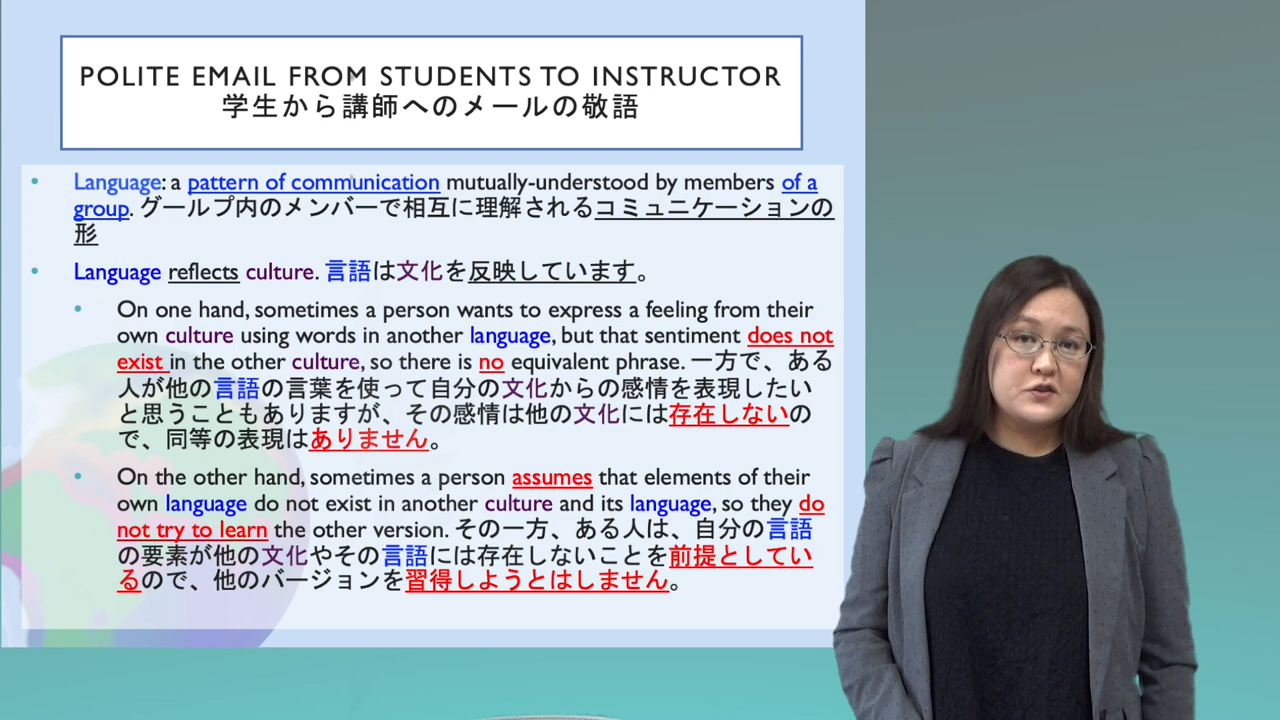 POLITE EMAIL FROM STUDENTS TO INSTRUCTOR
学生から講師へのメールの敬語
• Language: a pattern of communication mutually-understood by members of a
group. グールプ内のメンバーで相互に理解されるコミュニケーションの
形
• Language reflects culture. 言語は文化を反映しています。
• On one hand, sometimes a person wants to express a feeling from their
own culture using words in another language, but that sentiment does not
exist in the other culture, so there is no equivalent phrase. 一方で、ある
人が他の言語の言葉を使って自分の文化からの感情を表現したい
と思うこともありますが、その感情は他の文化には存在しないの
で、同等の表現はありません。
• On the other hand, sometimes a person assumes that elements of their
own language do not exist in another culture and its language, so they do
not try to learn the other version. その一方、ある人は、自分の言語
の要素が他の文化やその言語には存在しないことを前提としてい
るので、他のバージョンを習得しようとはしません。